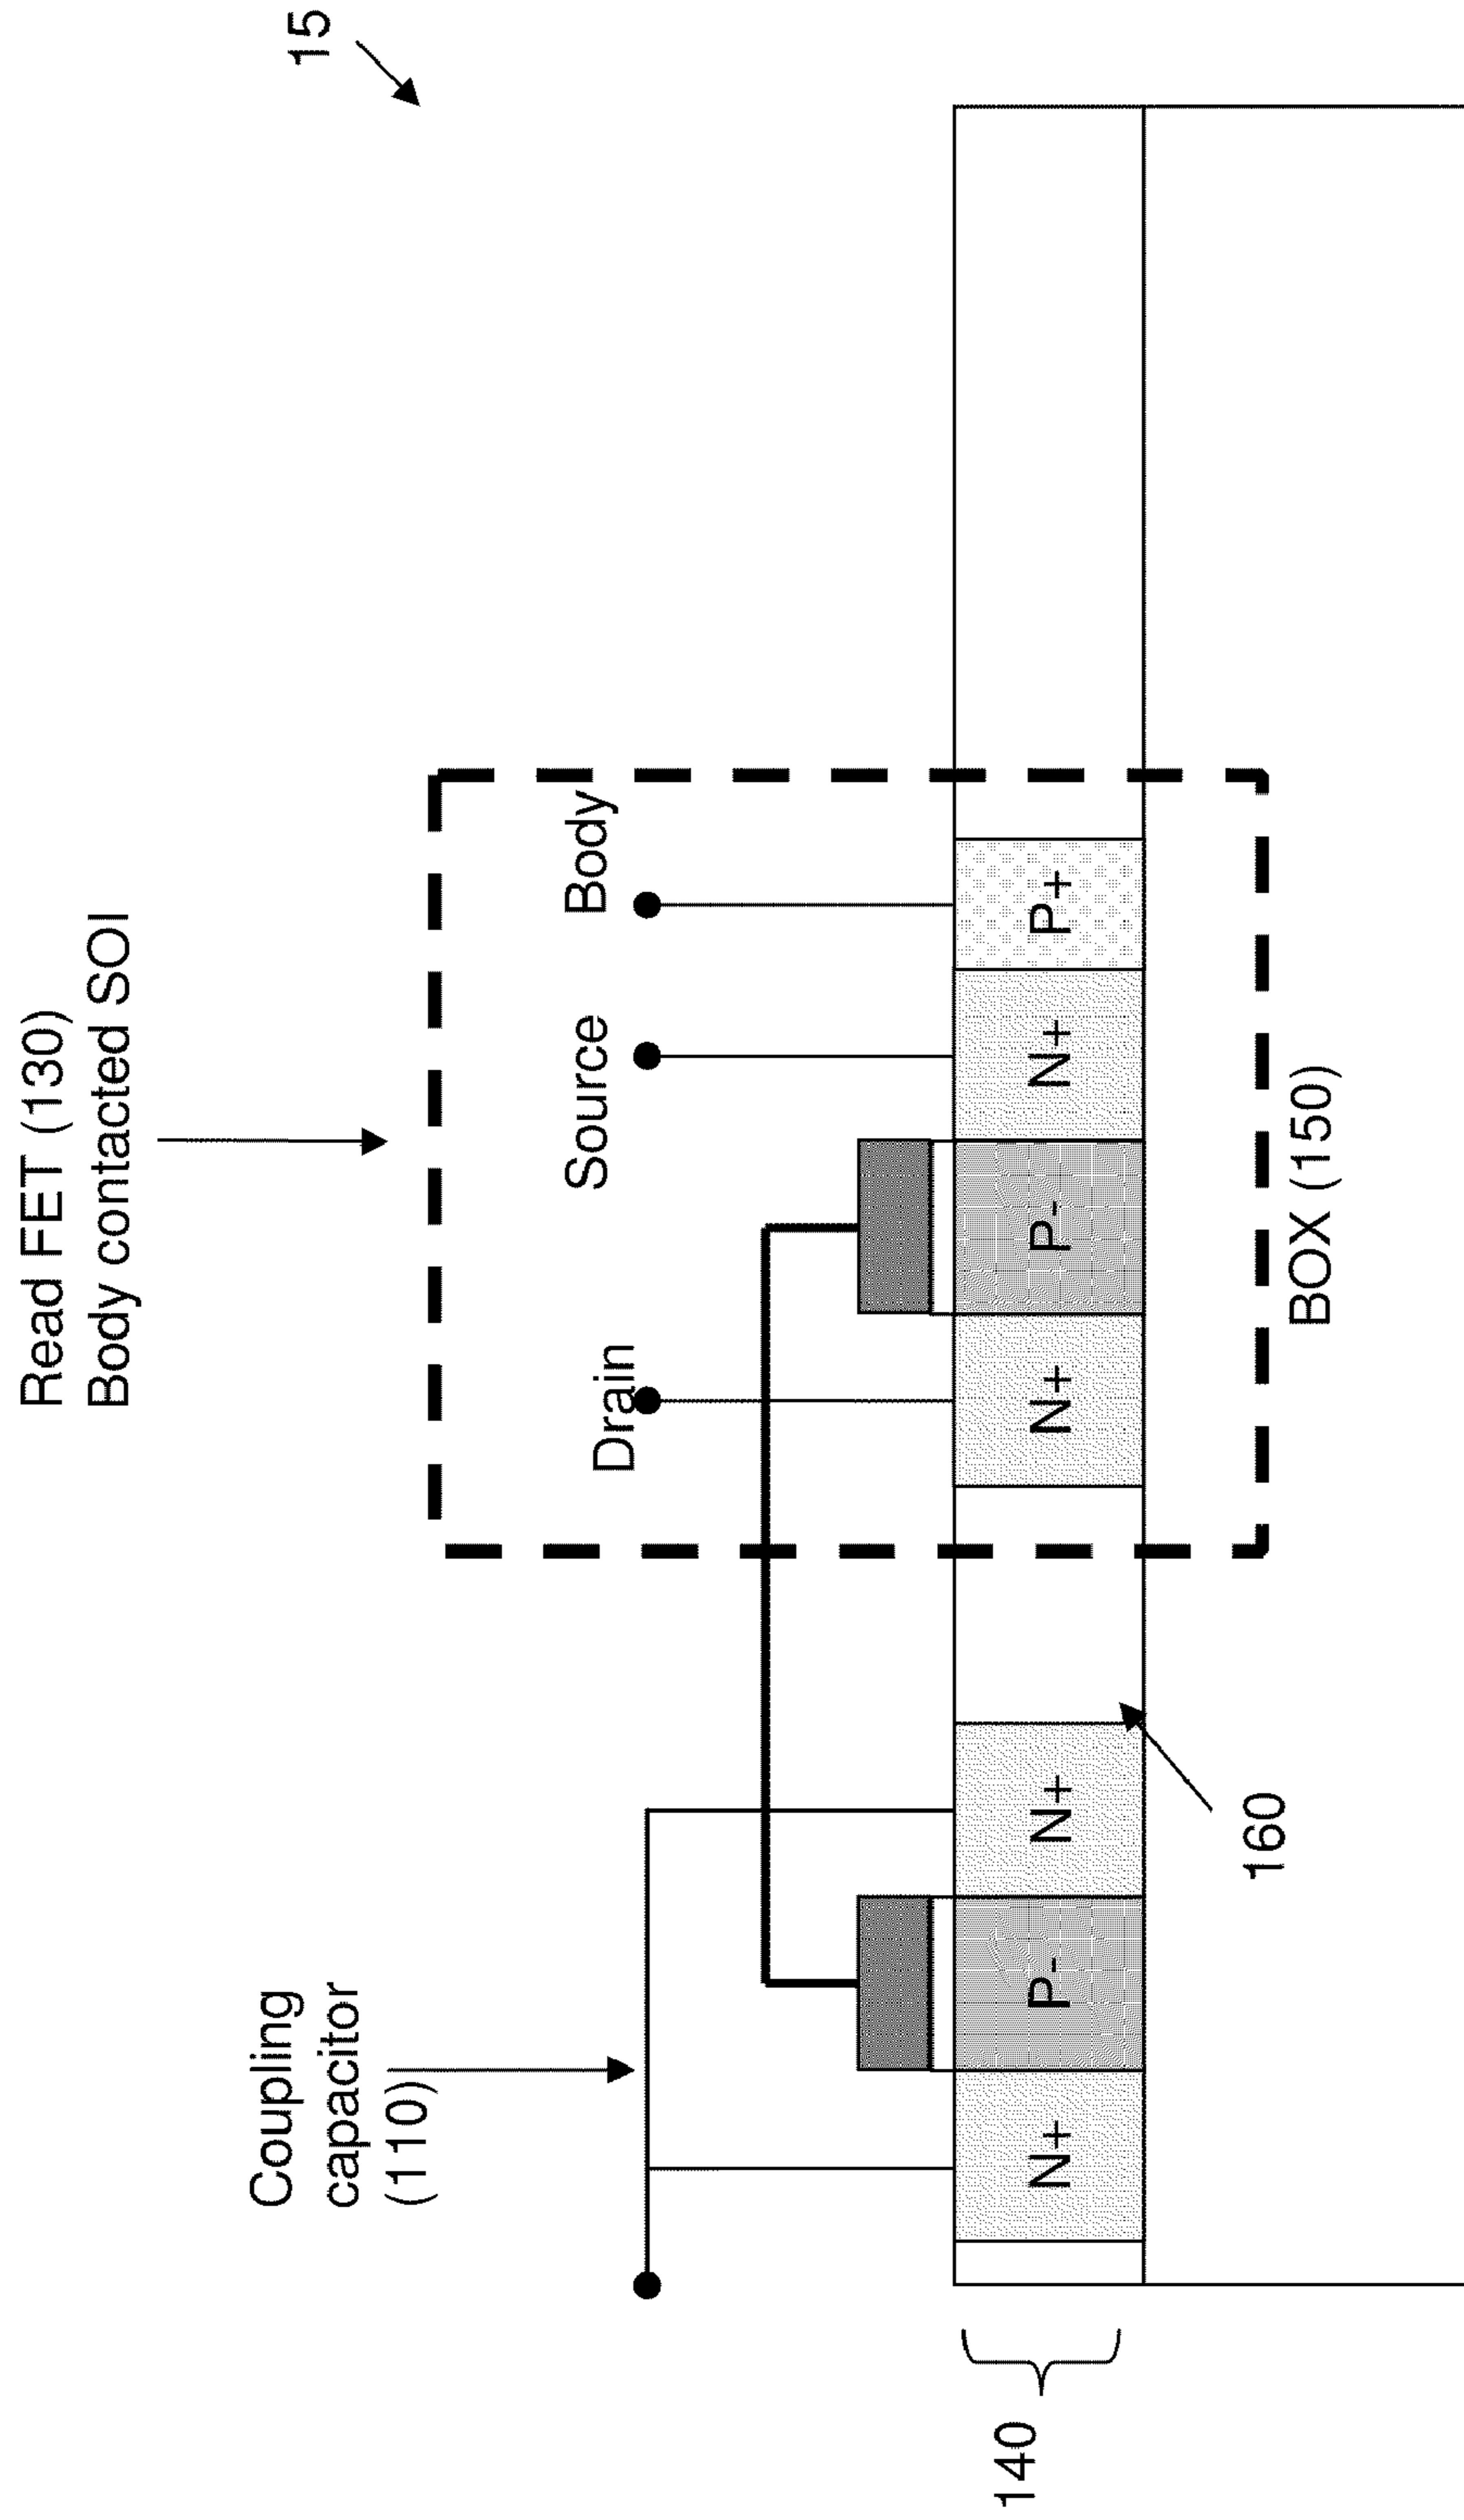 15
Read FET (130)
Body contacted SOI
Coupling
capacitor
(110)
Drain
Source
Body
140
N+
P-
N+
N+
P-
N+
P+
160
BOX (150)